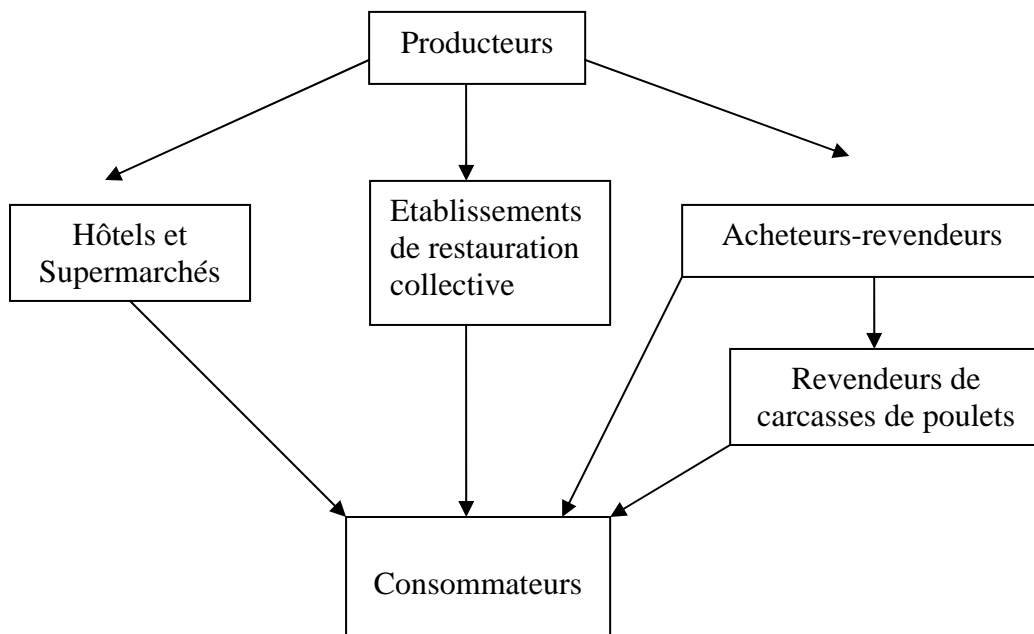 Producteurs
Hôtels et
Supermarchés
Etablissements
de restauration
collective
Acheteurs-revendeurs
Revendeurs de
carcasses de poulets
Consommateurs